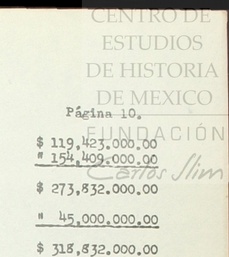 CENTRO DE
ESTUDIOS
DE HISTORIA
DE MEXICO
Página 10.
FUNDACIÓN
$ 119,423.000.00
" 154,409.000.00
Carlos Slim
$ 273,832.000.00
" 45,000.000.00
$ 318,832.000.00